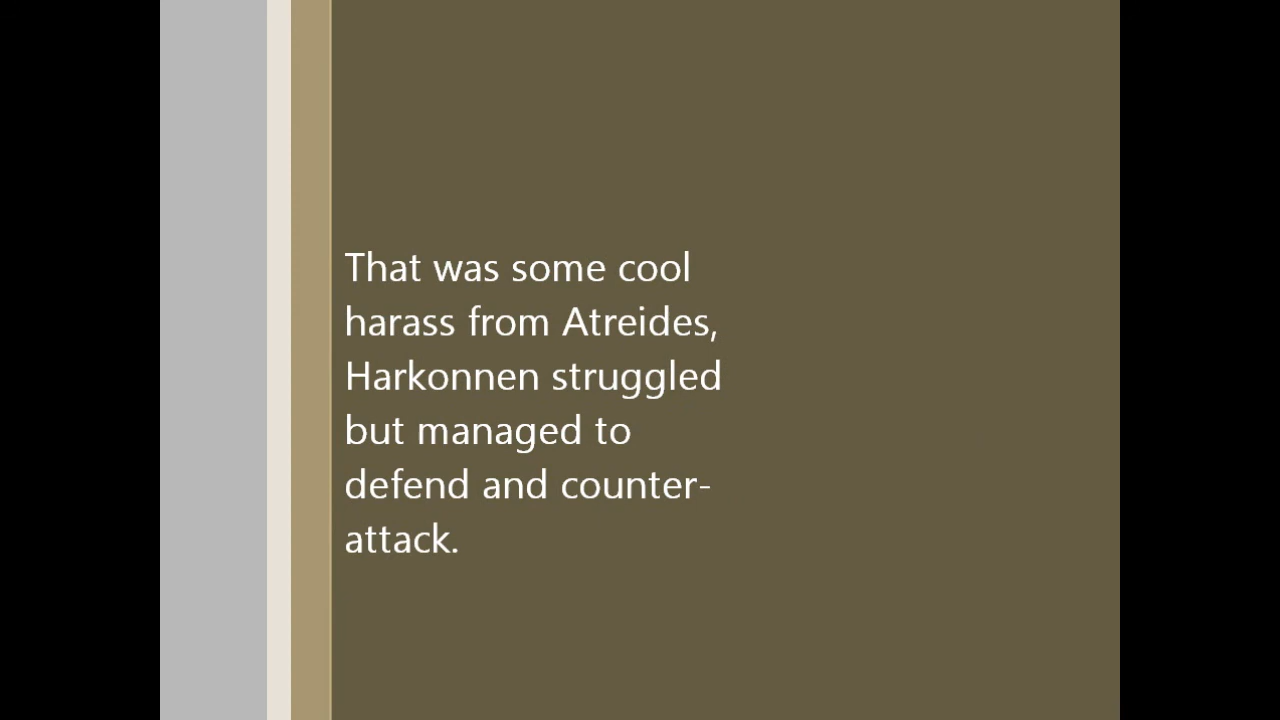 That was some cool
harass from Atreides,
Harkonnen struggled
but managed to
defend and counter-
attack.